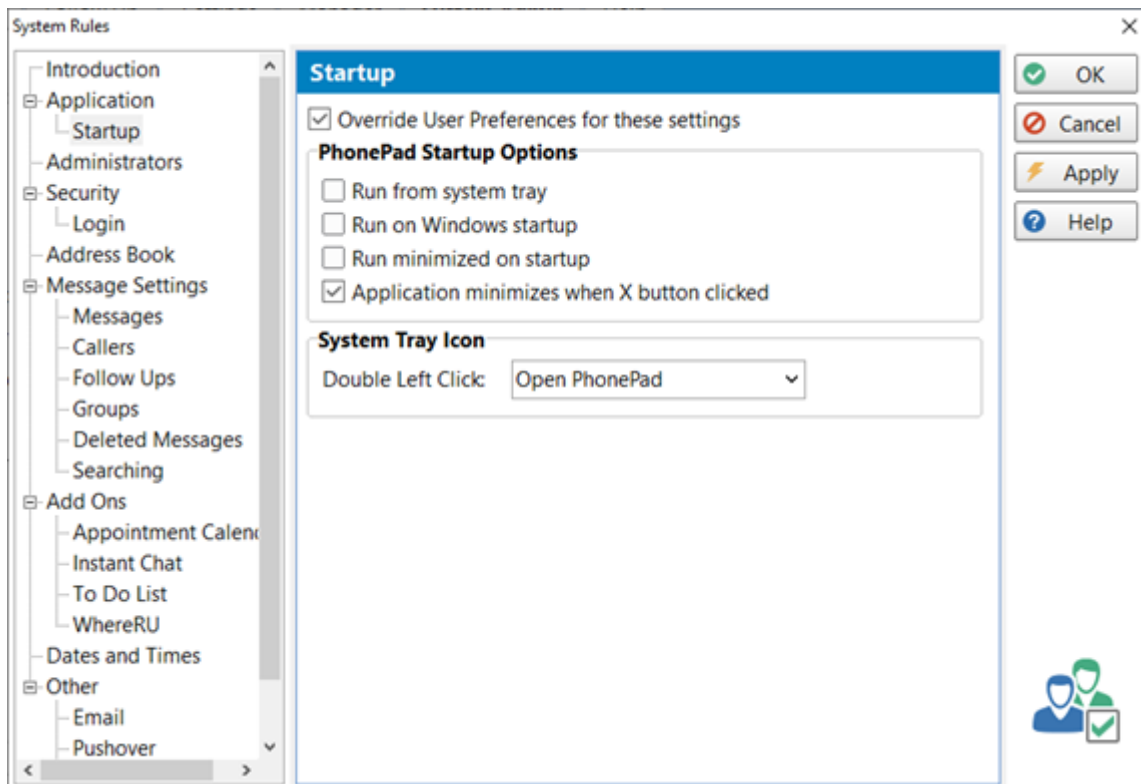 System Rules
Introduction
Application
Startup
Administrators
Security
Login
Address Book
Message Settings
Messages
Callers
Follow Ups
Groups
Deleted Messages
Searching
Add Ons
Appointment Calend
Instant Chat
To Do List
WhereRU
Dates and Times
Other
Email
Pushover
Startup
Override User Preferences for these settings
PhonePad Startup Options
Run from system tray
Run on Windows startup
Run minimized on startup
Application minimizes when X button clicked
System Tray Icon
Double Left Click: Open PhonePad
OK
Cancel
Apply
Help